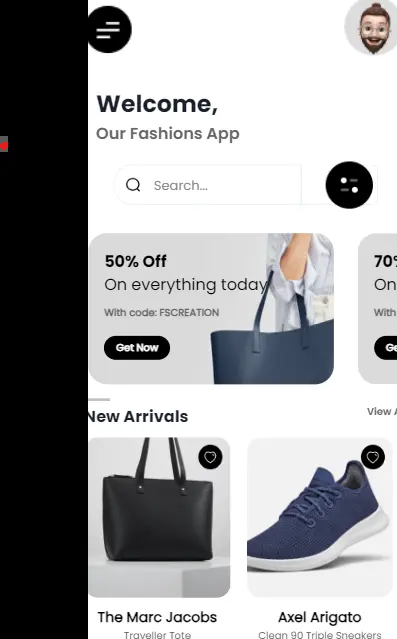 Welcome,
Our Fashions App
Search...
50% Off
On everything today
With code: FSCREATION
Get Now
70%
On
With
Ge
New Arrivals
View A
The Marc Jacobs
Traveller Tote
Axel Arigato
Clean 90 Triple Sneakers